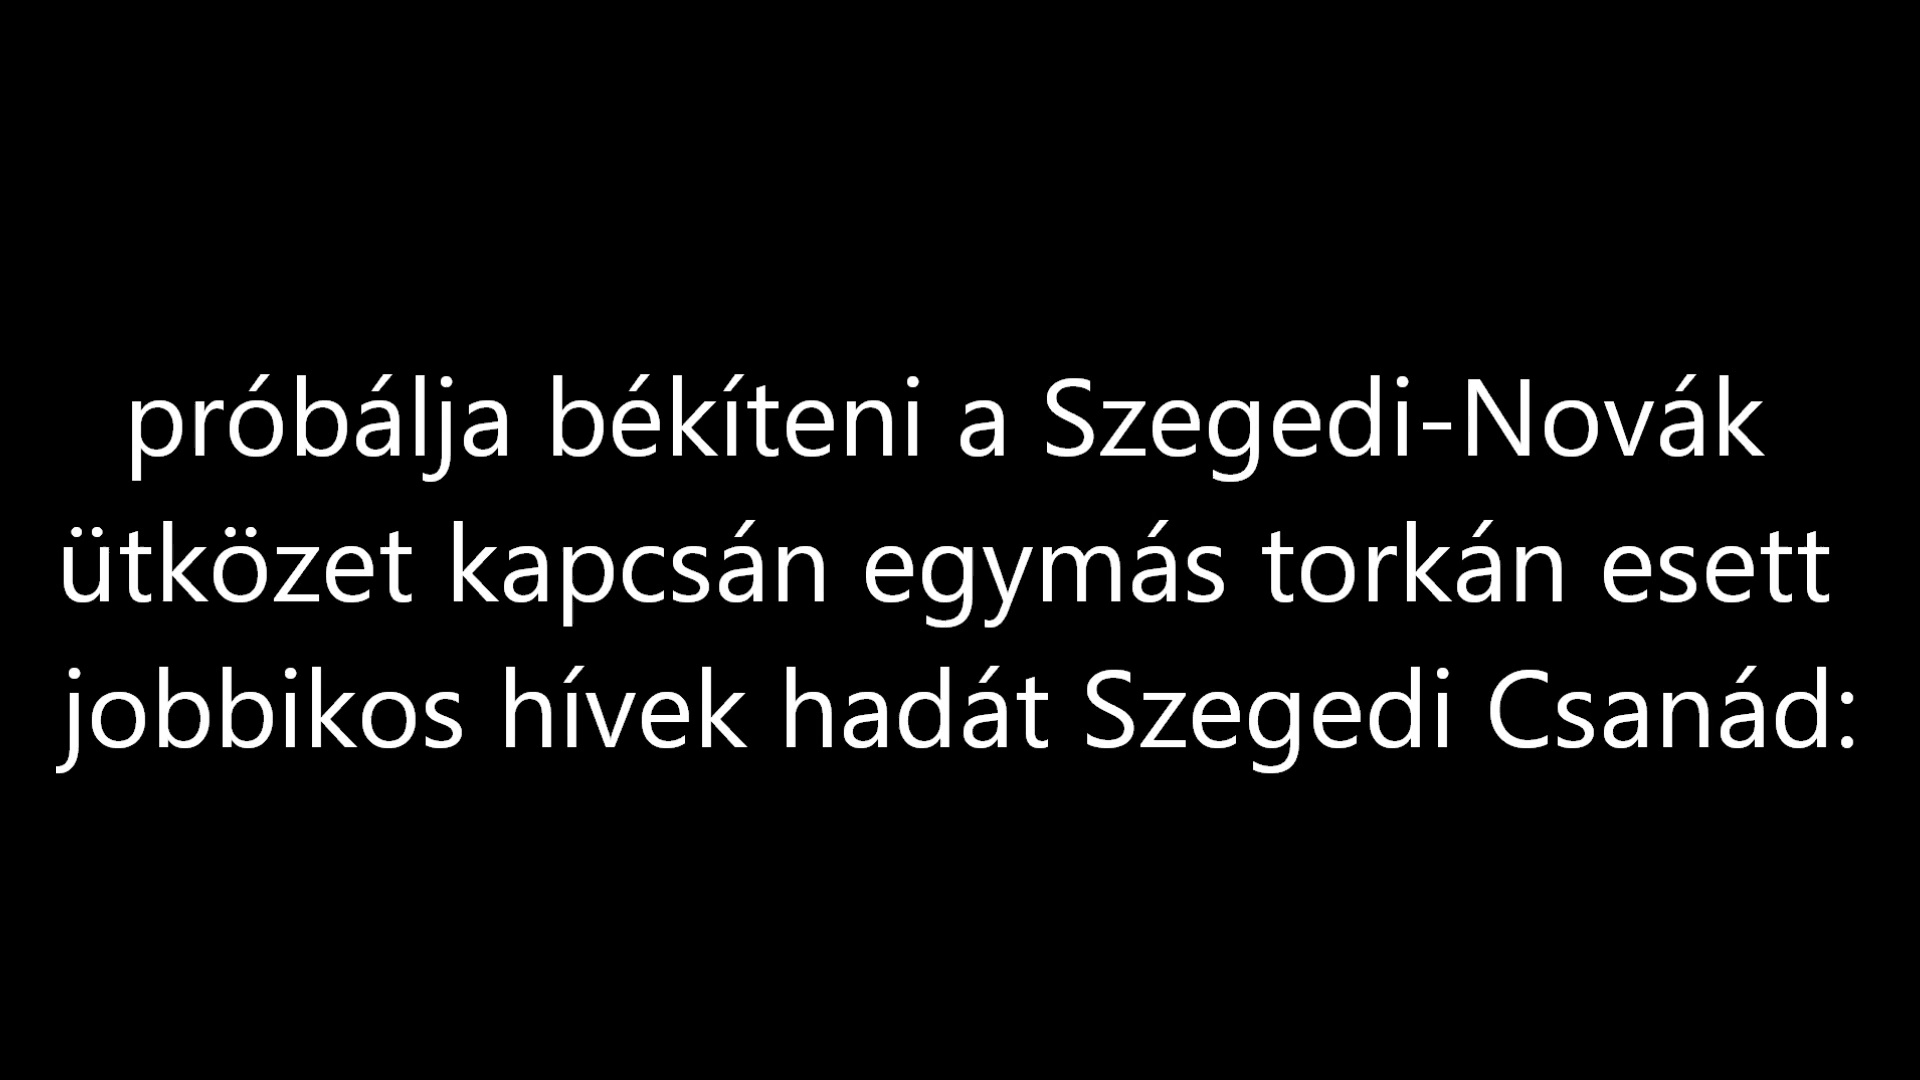 próbálja békíteni a Szegedi-Novák
ütközet kapcsán egymás torkán esett
jobbikos hívek hadát Szegedi Csanád: